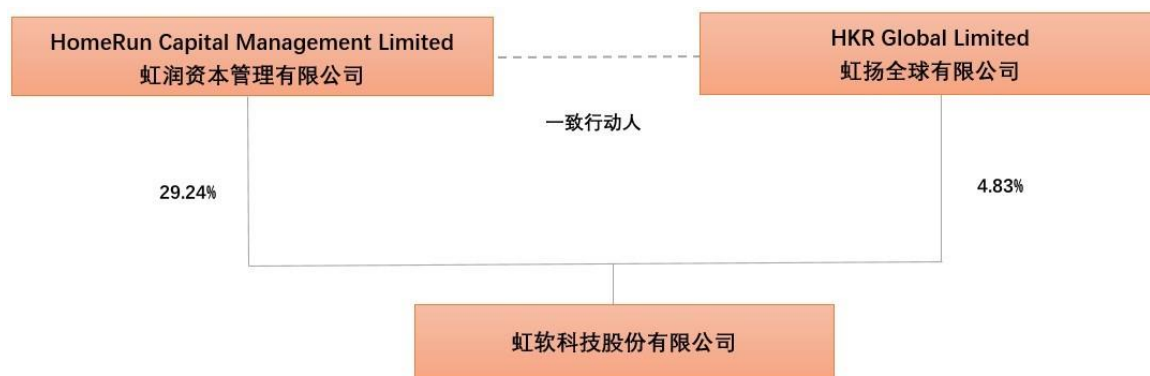 HomeRun Capital Management Limited
虹润资本管理有限公司
HKR Global Limited
虹扬全球有限公司
一致行动人
29.24%
4.83%
虹软科技股份有限公司